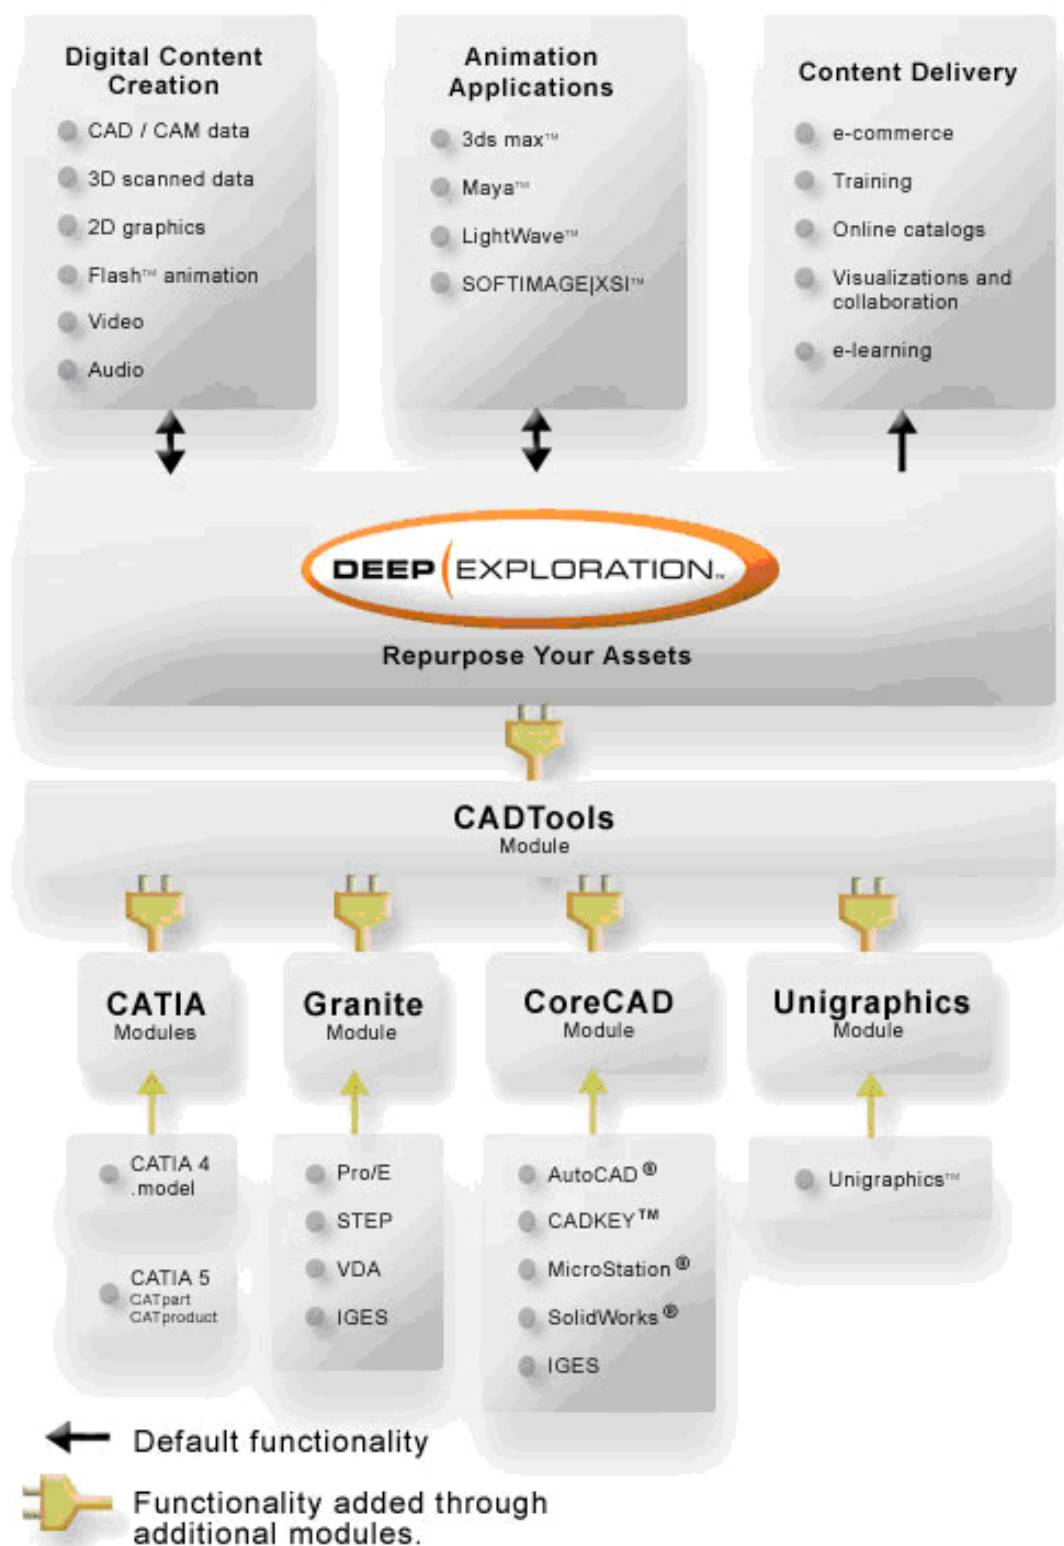 Digital Content
Creation
CAD / CAM data
3D scanned data
2D graphics
Flash™ animation
Video
Audio
Animation
Applications
3ds max™
Maya™
LightWave™
SOFTIMAGE|XSI™
Content Delivery
e-commerce
Training
Online catalogs
Visualizations and
collaboration
e-learning
DEEP EXPLORATION™
Repurpose Your Assets
CADTools
Module
CATIA
Modules
CATIA 4
.model
CATIA 5
CATpart
CATproduct
Granite
Module
Pro/E
STEP
VDA
IGES
CoreCAD
Module
AutoCAD®
CADKEY™
MicroStation®
SolidWorks®
IGES
Unigraphics
Module
Unigraphics™
Default functionality
Functionality added through
additional modules.